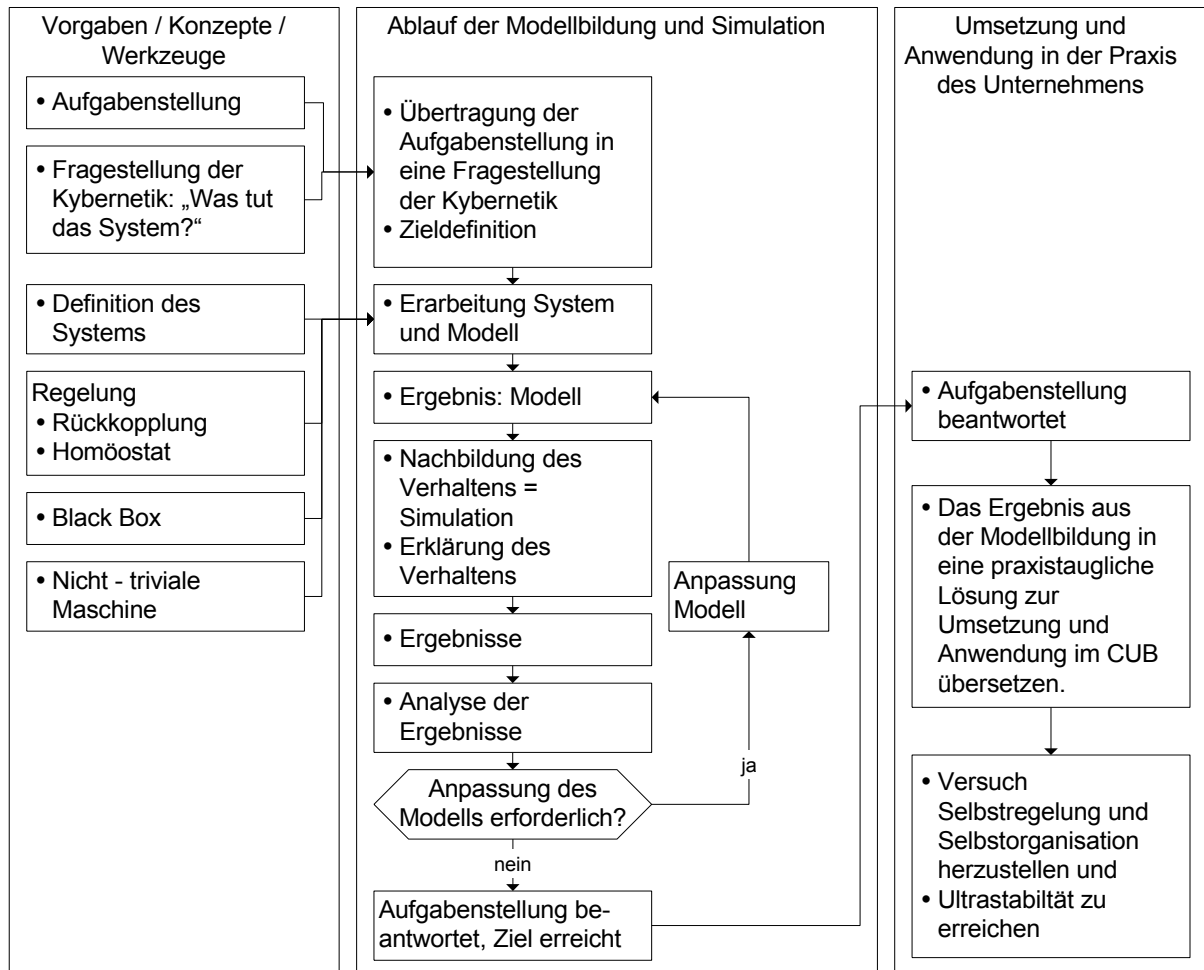 Vorgaben / Konzepte /
Werkzeuge
• Aufgabenstellung
• Fragestellung der
Kybernetik: „Was tut
das System?“
• Definition des
Systems
Regelung
• Rückkopplung
• Homöostat
• Black Box
• Nicht - triviale
Maschine
Ablauf der Modellbildung und Simulation
• Übertragung der
Aufgabenstellung in
eine Fragestellung
der Kybernetik
• Zieldefinition
• Erarbeitung System
und Modell
• Ergebnis: Modell
• Nachbildung des
Verhaltens =
Simulation
• Erklärung des
Verhaltens
• Ergebnisse
• Analyse der
Ergebnisse
Anpassung des
Modells erforderlich?
ja
Anpassung
Modell
nein
Aufgabenstellung be-
antwortet, Ziel erreicht
Umsetzung und
Anwendung in der Praxis
des Unternehmens
• Aufgabenstellung
beantwortet
• Das Ergebnis aus
der Modellbildung in
eine praxistaugliche
Lösung zur
Umsetzung und
Anwendung im CUB
übersetzen.
• Versuch
Selbstregelung und
Selbstorganisation
herzustellen und
• Ultrastabiltät zu
erreichen